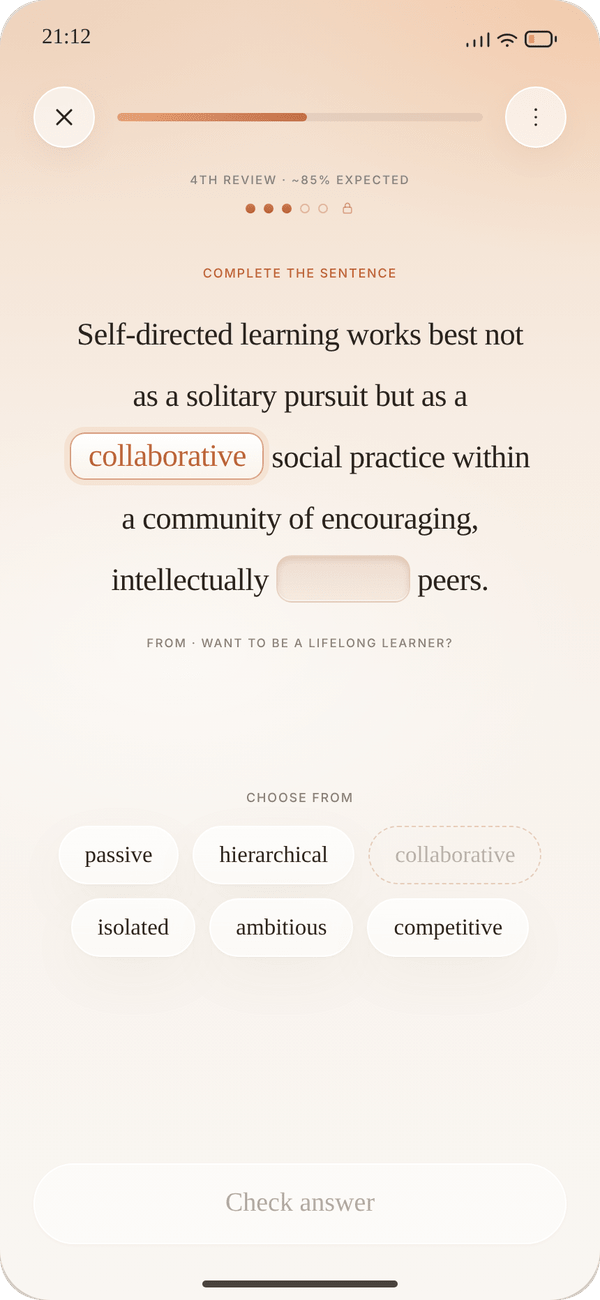 21:12
4TH REVIEW · ~85% EXPECTED
COMPLETE THE SENTENCE
Self-directed learning works best not
as a solitary pursuit but as a
collaborative social practice within
a community of encouraging,
intellectually peers.
FROM · WANT TO BE A LIFELONG LEARNER?
CHOOSE FROM
passive hierarchical collaborative
isolated ambitious competitive
Check answer